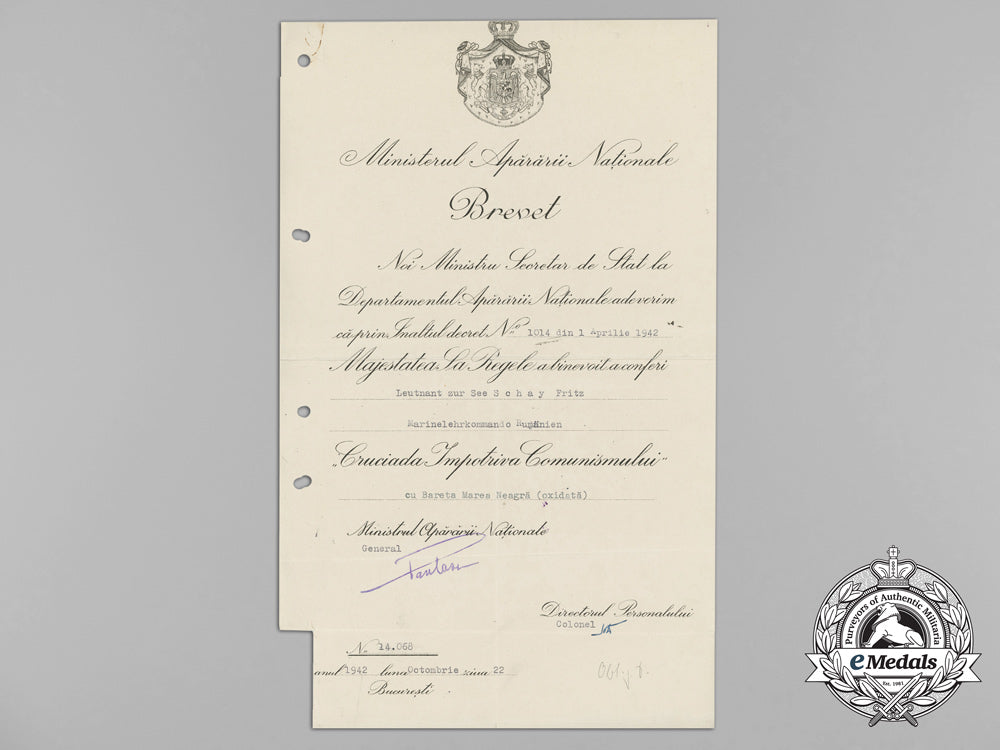 Ministerul Apărării Naționale
Brevet
Noi Ministru Secretar de Stat la
Departamentul Apărării Naționale adeverim
că prin Înaltul decret No 1014 din 1 Aprilie 1942
Majestatea Sa Regele a binevoit a conferi
Leutnant zur See S c h a y Fritz
Marinelehrkommando Rumänien
„Cruciada Împotriva Comunismului"
cu Bareta Marea Neagră (oxidată)
Ministrul Apărării Naționale
General
Directorul Personalului
Colonel
No 14.068
anul 1942 luna Octombrie ziua 22
București
Purveyors of Authentic Militaria
eMedals
Est. 1981